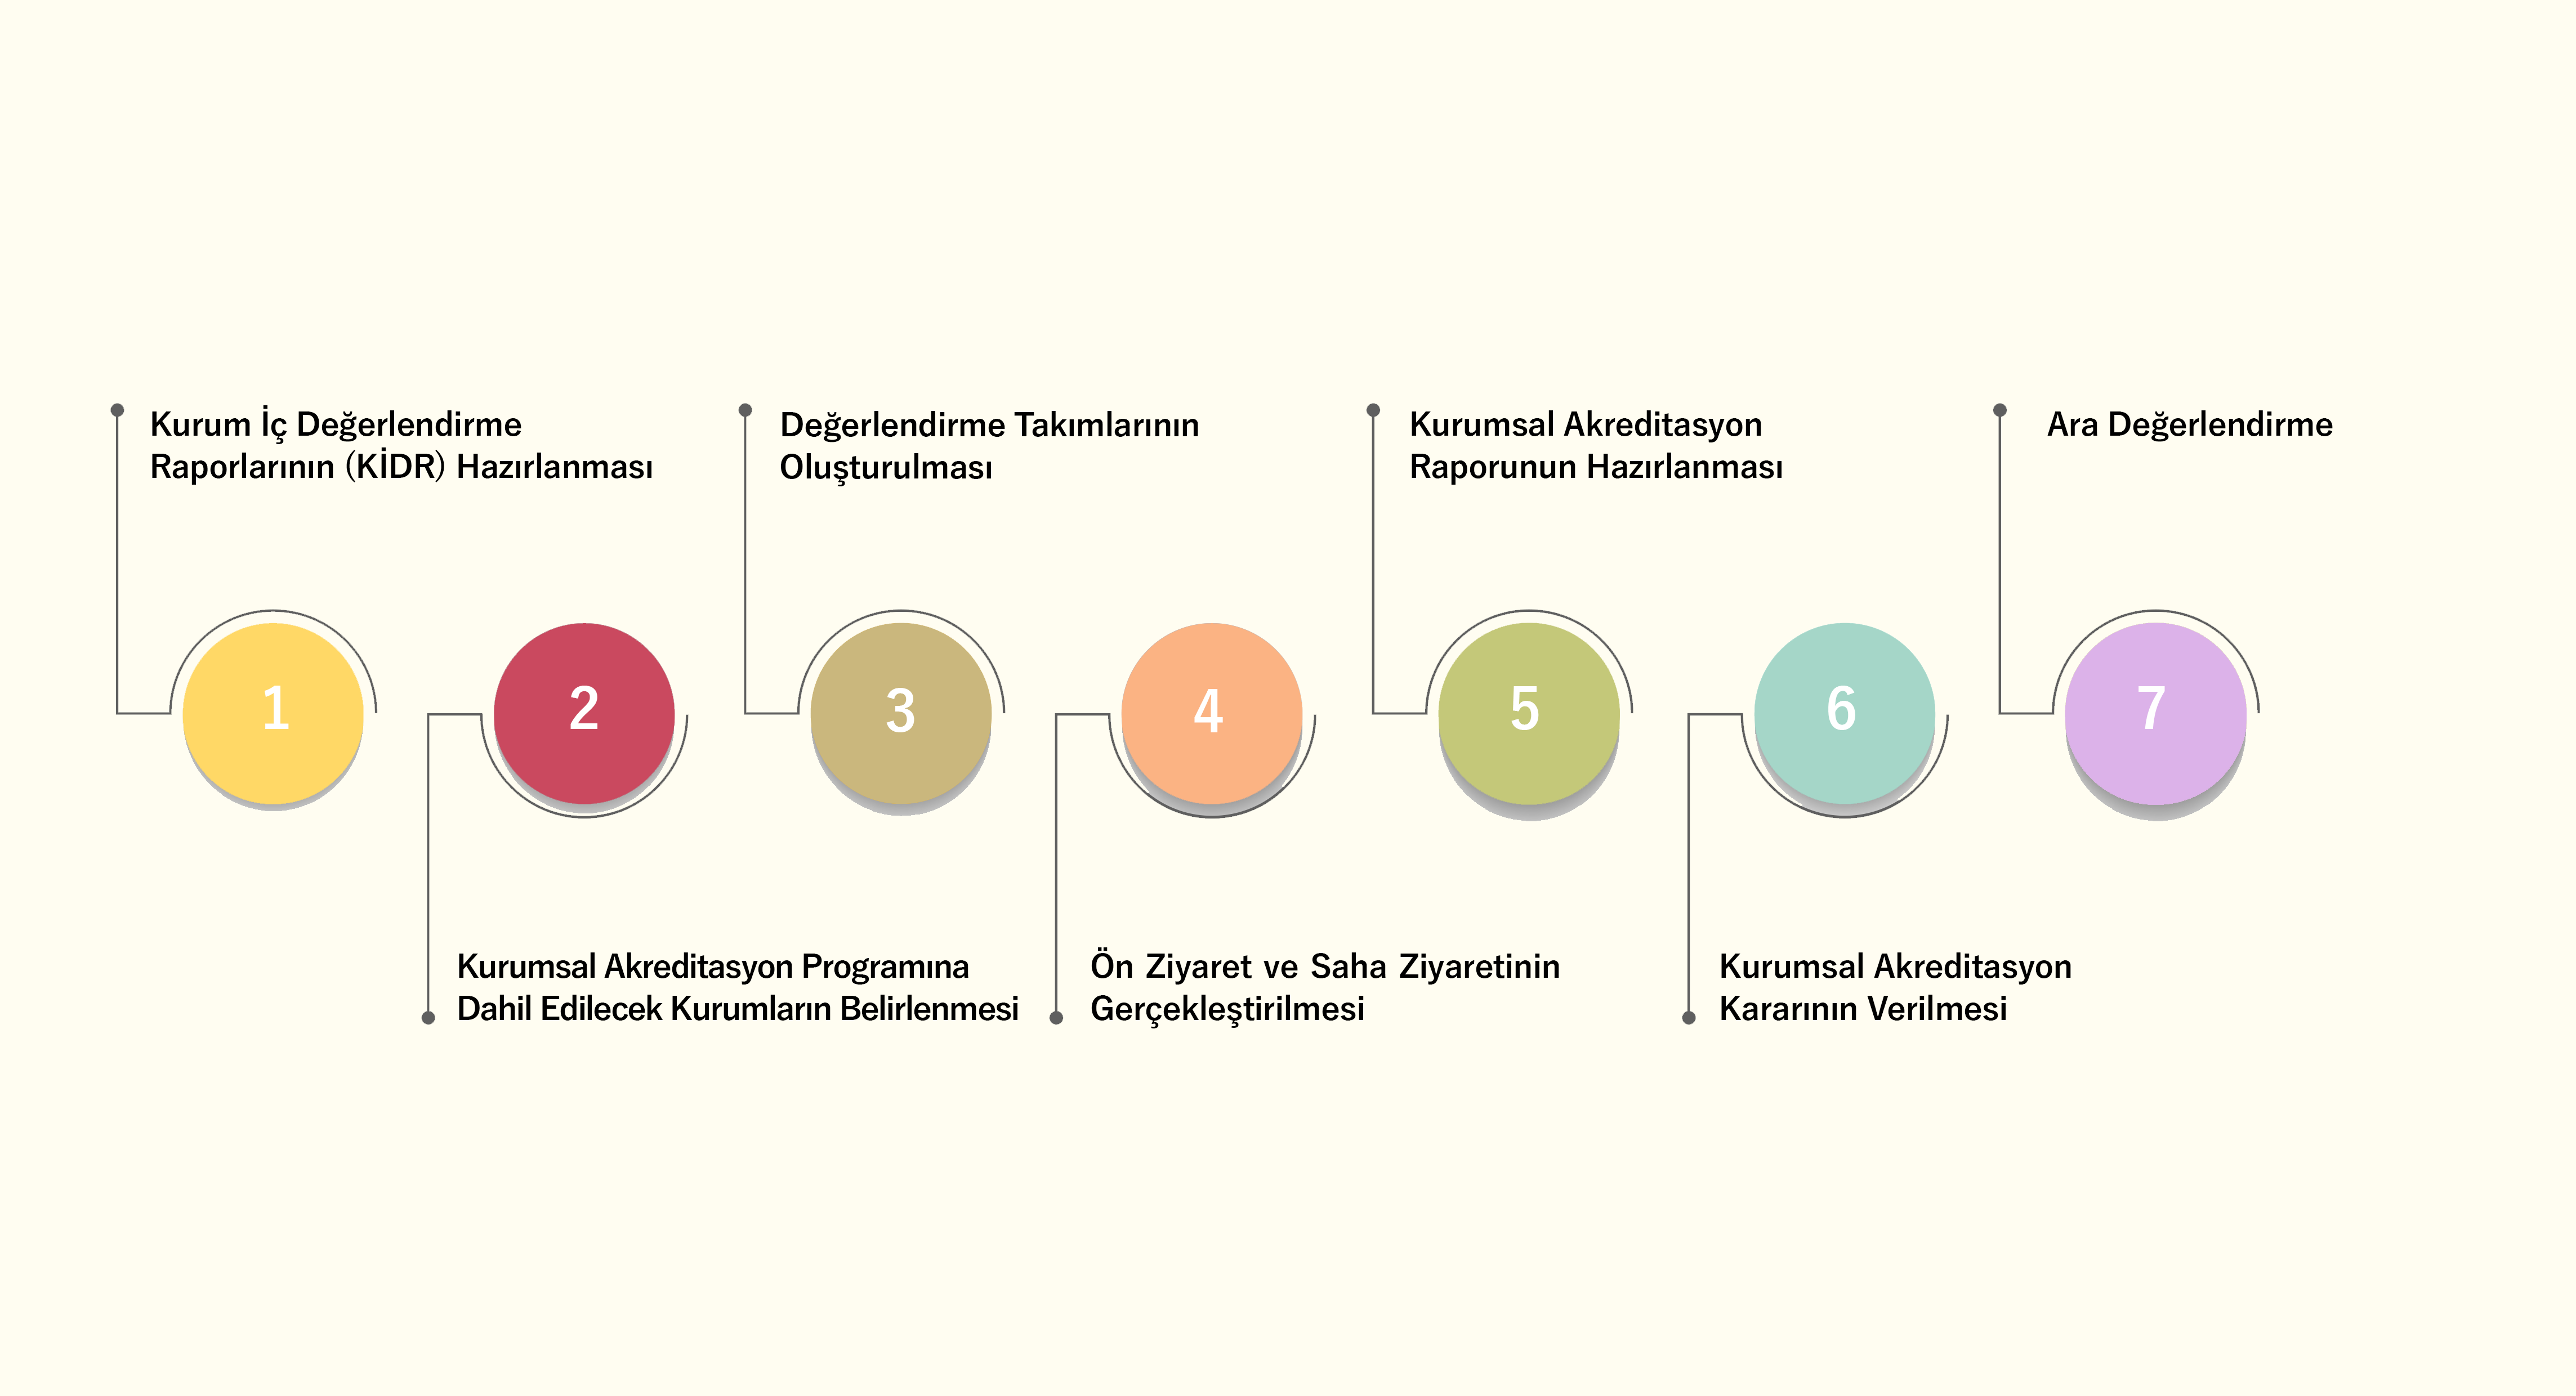 Kurum İç Değerlendirme
Raporlarının (KİDR) Hazırlanması
Değerlendirme Takımlarının
Oluşturulması
Kurumsal Akreditasyon
Raporunun Hazırlanması
Ara Değerlendirme
1
2
3
4
5
6
7
Kurumsal Akreditasyon Programına
Dahil Edilecek Kurumların Belirlenmesi
Ön Ziyaret ve Saha Ziyaretinin
Gerçekleştirilmesi
Kurumsal Akreditasyon
Kararının Verilmesi